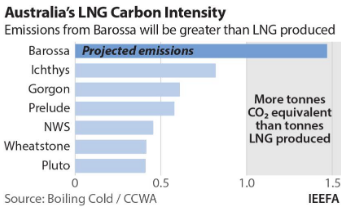 Australia's LNG Carbon Intensity
Emissions from Barossa will be greater than LNG produced
Barossa Projected emissions
Ichthys
Gorgon
Prelude
NWS
Wheatstone
Pluto
More tonnes
CO₂ equivalent
than tonnes
LNG produced
0 0.5 1.0 1.5
Source: Boiling Cold / CCWA IEEFA